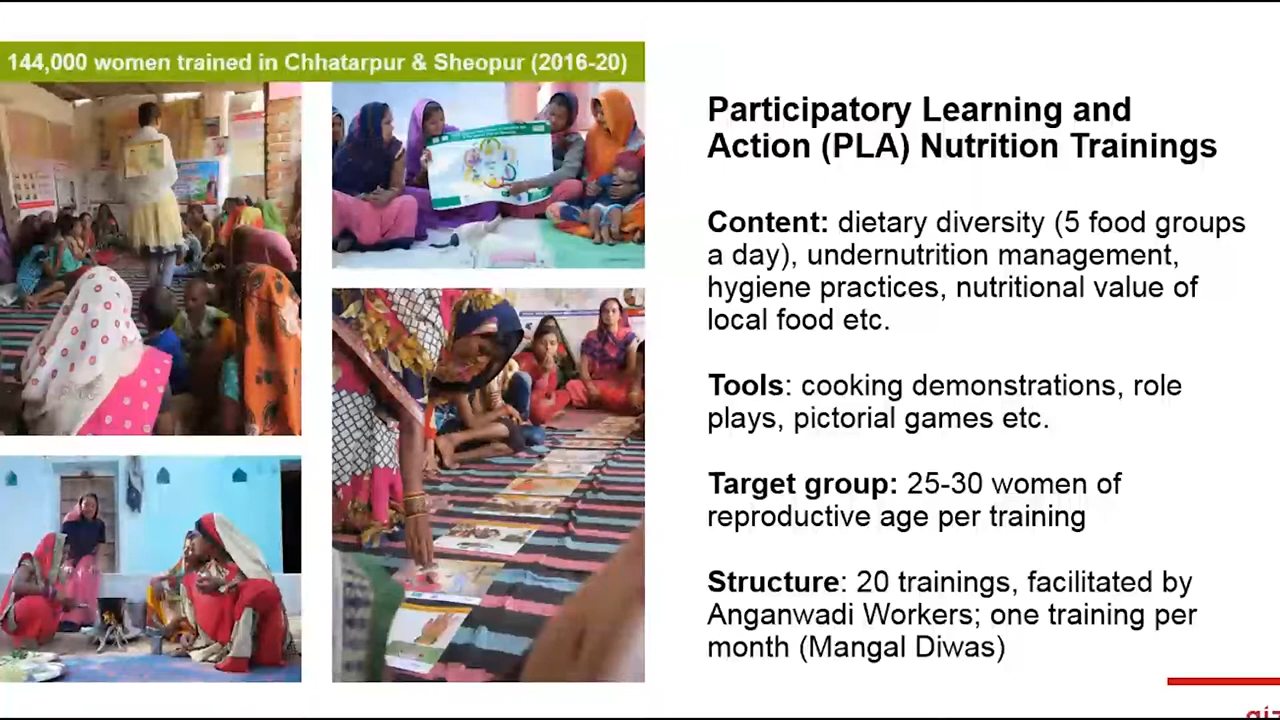 144,000 women trained in Chhatarpur & Sheopur (2016-20)
Participatory Learning and
Action (PLA) Nutrition Trainings
Content: dietary diversity (5 food groups
a day), undernutrition management,
hygiene practices, nutritional value of
local food etc.
Tools: cooking demonstrations, role
plays, pictorial games etc.
Target group: 25-30 women of
reproductive age per training
Structure: 20 trainings, facilitated by
Anganwadi Workers; one training per
month (Mangal Diwas)